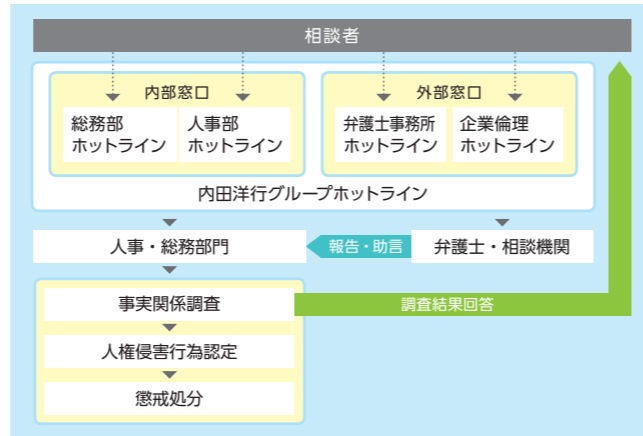 相談者
内部窓口
総務部
ホットライン
人事部
ホットライン
外部窓口
弁護士事務所
ホットライン
企業倫理
ホットライン
内田洋行グループホットライン
人事・総務部門
報告・助言
弁護士・相談機関
事実関係調査
調査結果回答
人権侵害行為認定
懲戒処分